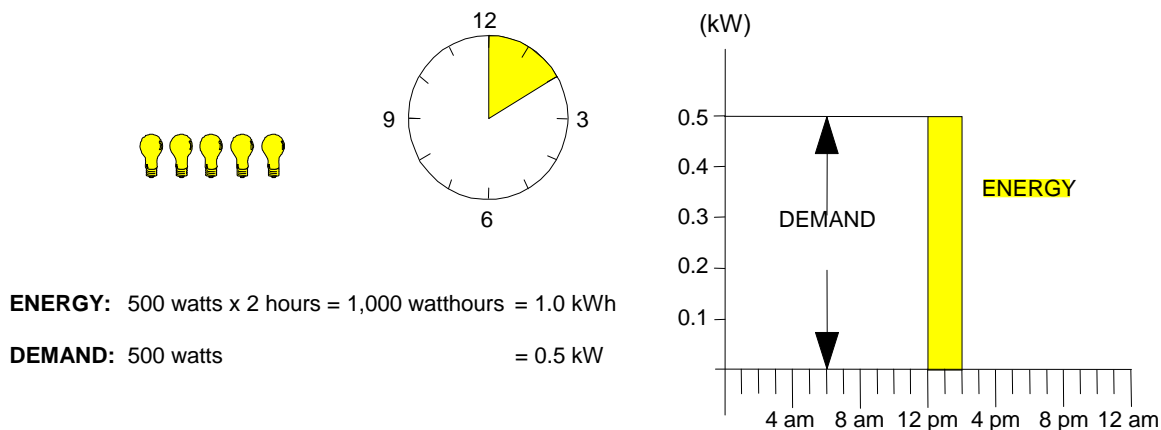 12
9
3
6
ENERGY: 500 watts x 2 hours = 1,000 watthours = 1.0 kWh
DEMAND: 500 watts = 0.5 kW
(kW)
0.5
0.4
0.3
0.2
0.1
DEMAND
ENERGY
4 am 8 am 12 pm 4 pm 8 pm 12 am